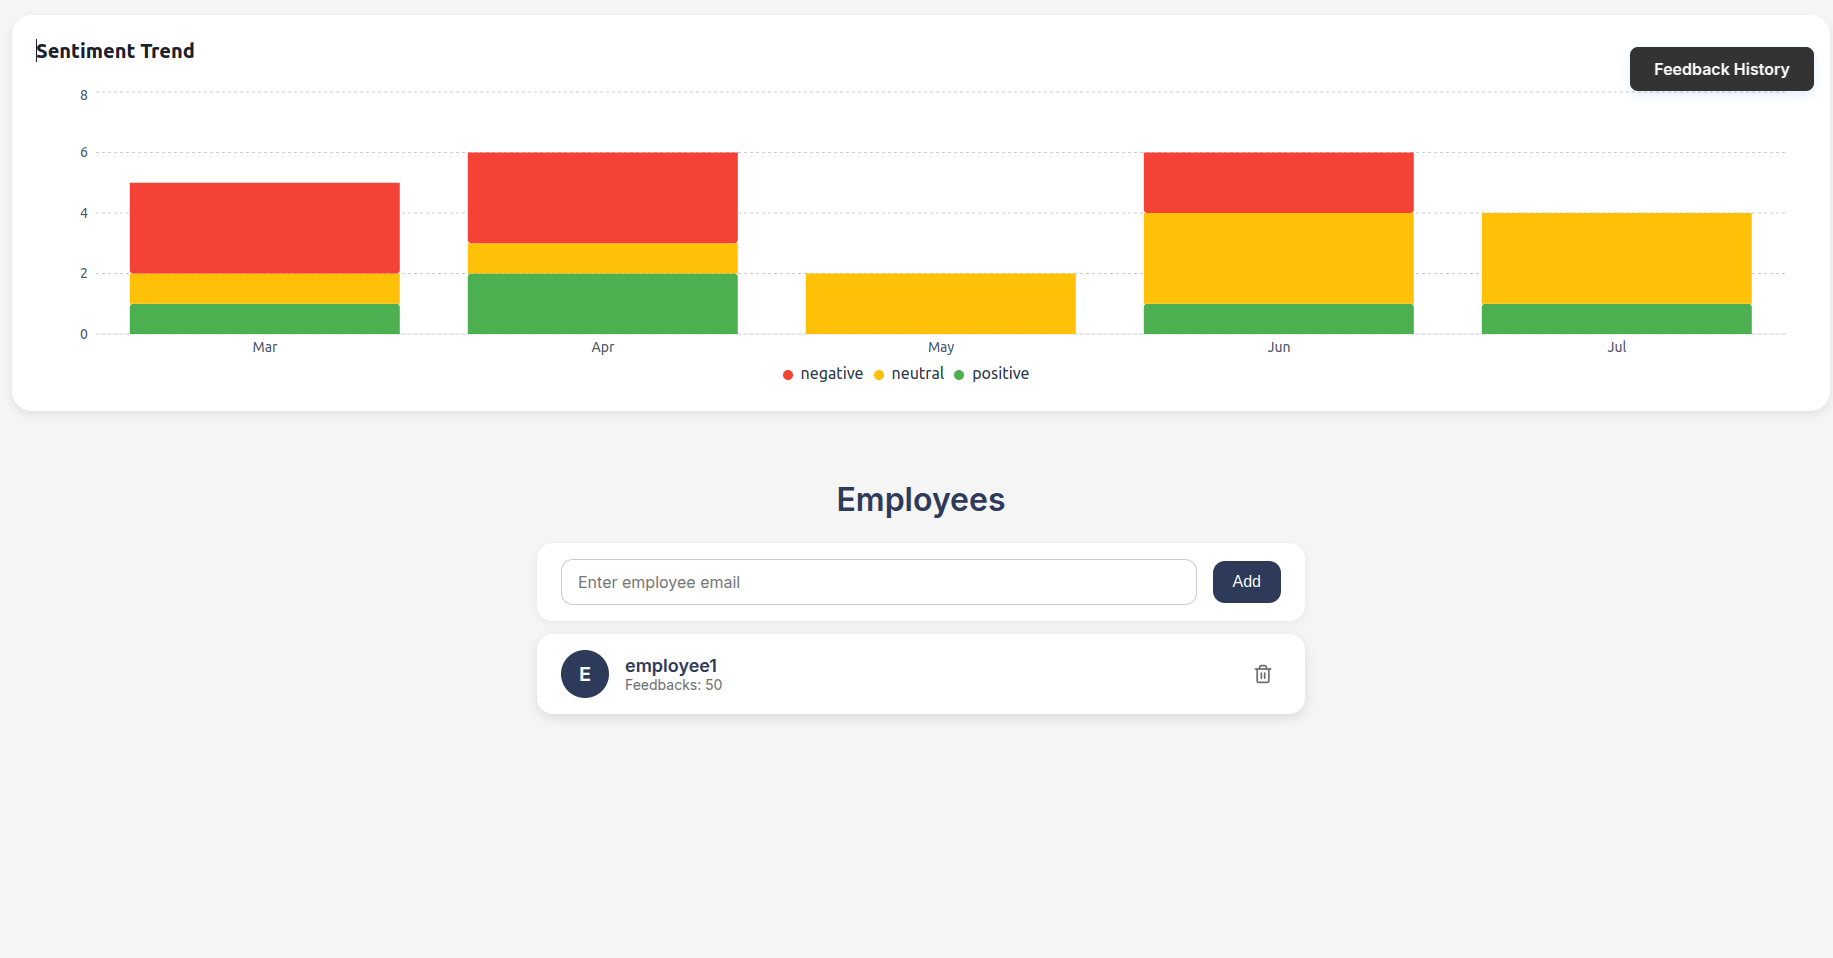 Sentiment Trend
Feedback History
8
6
4
2
0
Mar Apr May Jun Jul
negative neutral positive
Employees
Enter employee email
Add
E
employee1
Feedbacks: 50